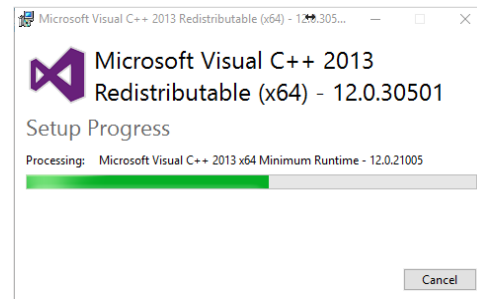 Microsoft Visual C++ 2013 Redistributable (x64) - 12.0.305...
Microsoft Visual C++ 2013
Redistributable (x64) - 12.0.30501
Setup Progress
Processing: Microsoft Visual C++ 2013 x64 Minimum Runtime - 12.0.21005
Cancel